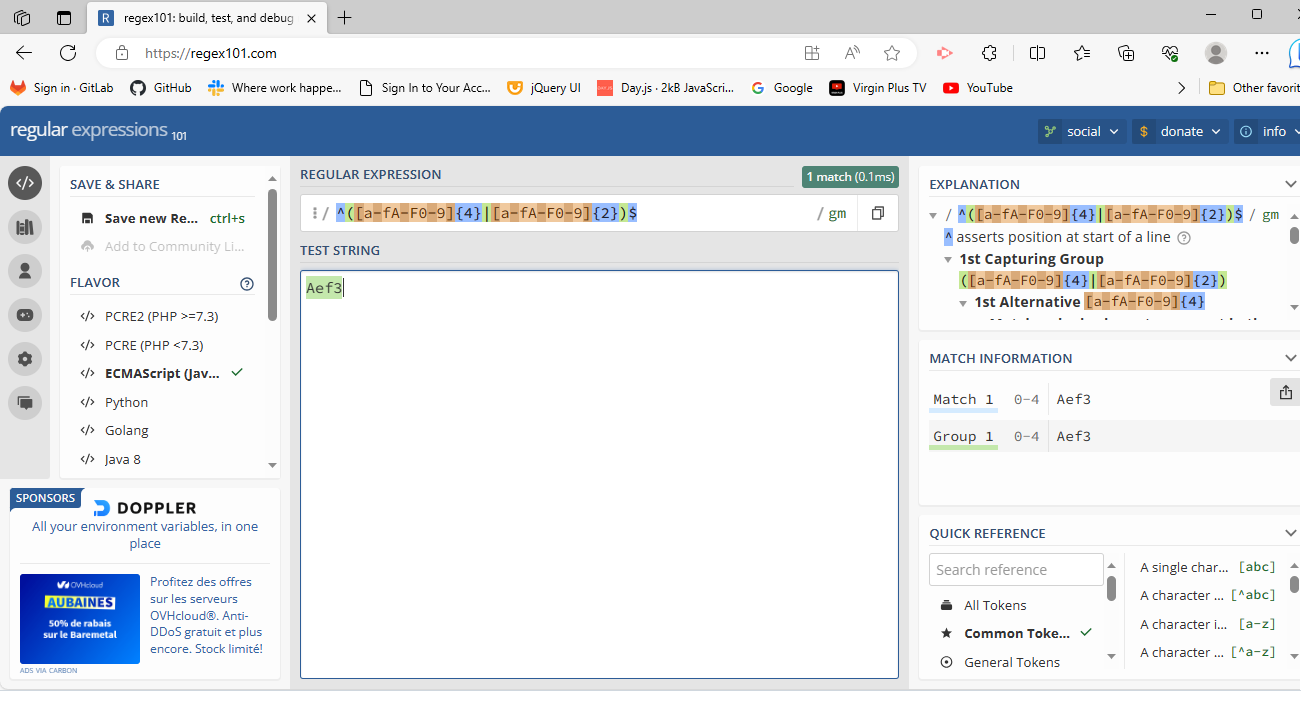 regex101: build, test, and debug
https://regex101.com
Sign in · GitLab
GitHub
Where work happe...
Sign In to Your Acc...
jQuery UI
Day.js · 2kB JavaScri...
Google
Virgin Plus TV
YouTube
Other favorit
regular expressions 101
social
donate
info
SAVE & SHARE
Save new Re... ctrl+s
Add to Community Li...
FLAVOR
PCRE2 (PHP >=7.3)
PCRE (PHP <7.3)
ECMAScript (Jav...
Python
Golang
Java 8
SPONSORS
DOPPLER
All your environment variables, in one
place
OVHcloud
AUBAINES
50% de rabais
sur le Baremetal
Profitez des offres
sur les serveurs
OVHcloud®. Anti-
DDoS gratuit et plus
encore. Stock limité!
ADS VIA CARBON
REGULAR EXPRESSION
1 match (0.1ms)
/ ^([a-fA-F0-9]{4}|[a-fA-F0-9]{2})$ / gm
TEST STRING
Aef3
EXPLANATION
/ ^([a-fA-F0-9]{4}|[a-fA-F0-9]{2})$ / gm
^ asserts position at start of a line
1st Capturing Group
([a-fA-F0-9]{4}|[a-fA-F0-9]{2})
1st Alternative [a-fA-F0-9]{4}
MATCH INFORMATION
Match 1 0-4 Aef3
Group 1 0-4 Aef3
QUICK REFERENCE
Search reference
All Tokens
Common Toke...
General Tokens
A single char... [abc]
A character ... [^abc]
A character i... [a-z]
A character ... [^a-z]